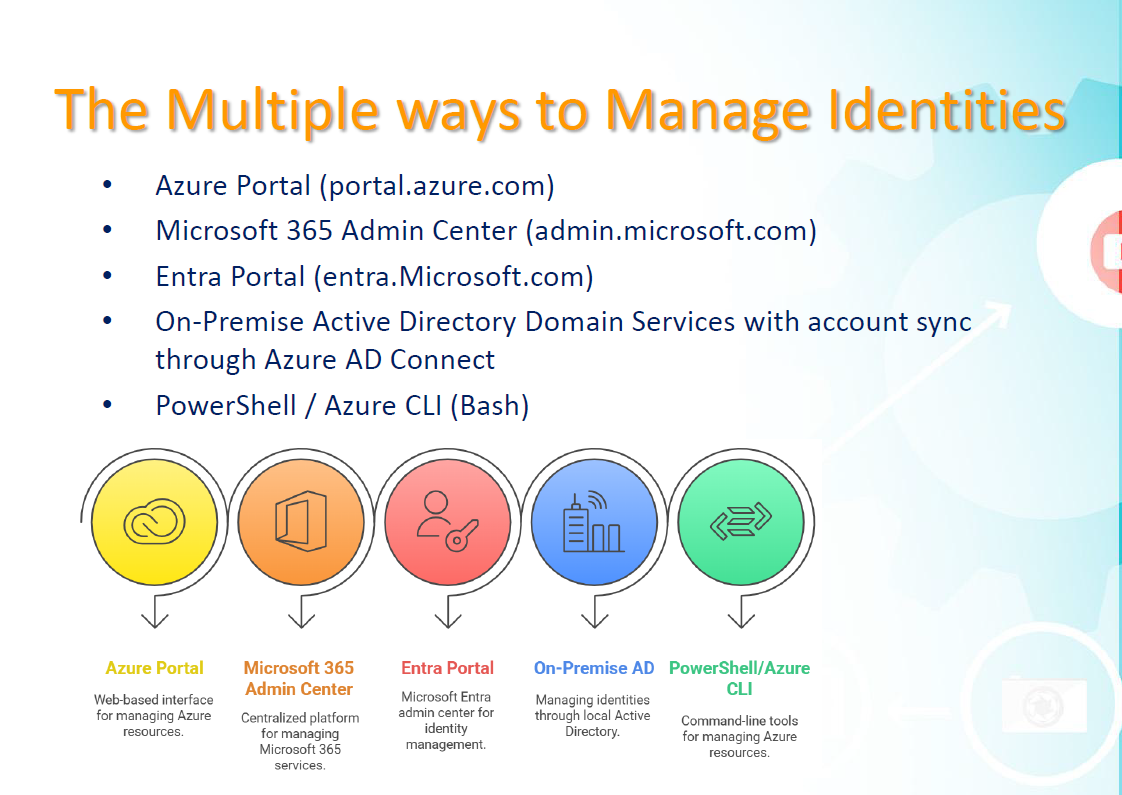 The Multiple ways to Manage Identities
• Azure Portal (portal.azure.com)
• Microsoft 365 Admin Center (admin.microsoft.com)
• Entra Portal (entra.Microsoft.com)
• On-Premise Active Directory Domain Services with account sync
through Azure AD Connect
• PowerShell / Azure CLI (Bash)
Azure Portal
Web-based interface
for managing Azure
resources.
Microsoft 365
Admin Center
Centralized platform
for managing
Microsoft 365
services.
Entra Portal
Microsoft Entra
admin center for
identity
management.
On-Premise AD
Managing identities
through local Active
Directory.
PowerShell/Azure
CLI
Command-line tools
for managing Azure
resources.